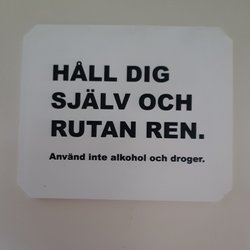 HÅLL DIG
SJÄLV OCH
RUTAN REN.
Använd inte alkohol och droger.